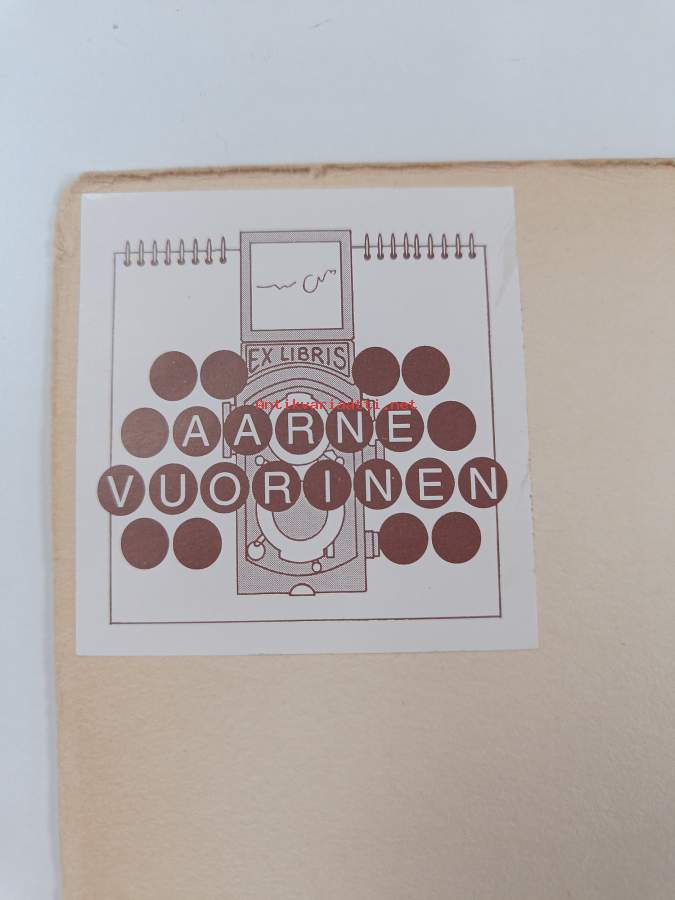 EX LIBRIS
Antikvariaatti.net
AARNE
VUORINEN